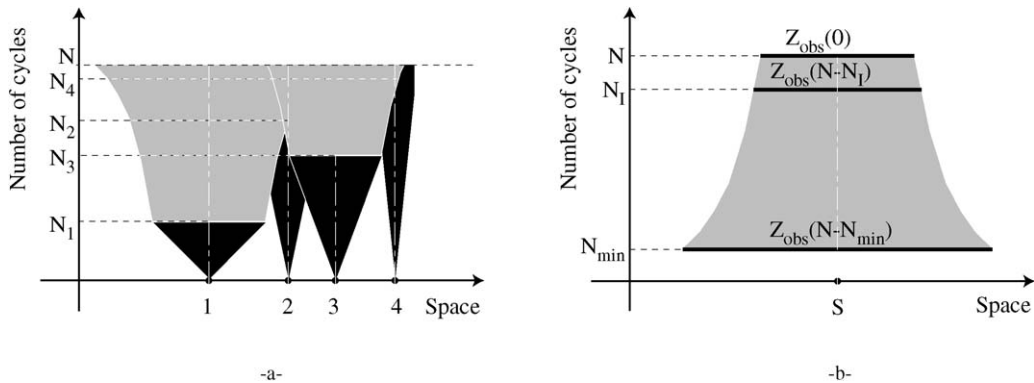 Number of cycles
N
N4
N2
N3
N1
1 2 3 4 Space
-a-
Number of cycles
N
NI
Nmin
Zobs(0)
Zobs(N-NI)
Zobs(N-Nmin)
S Space
-b-